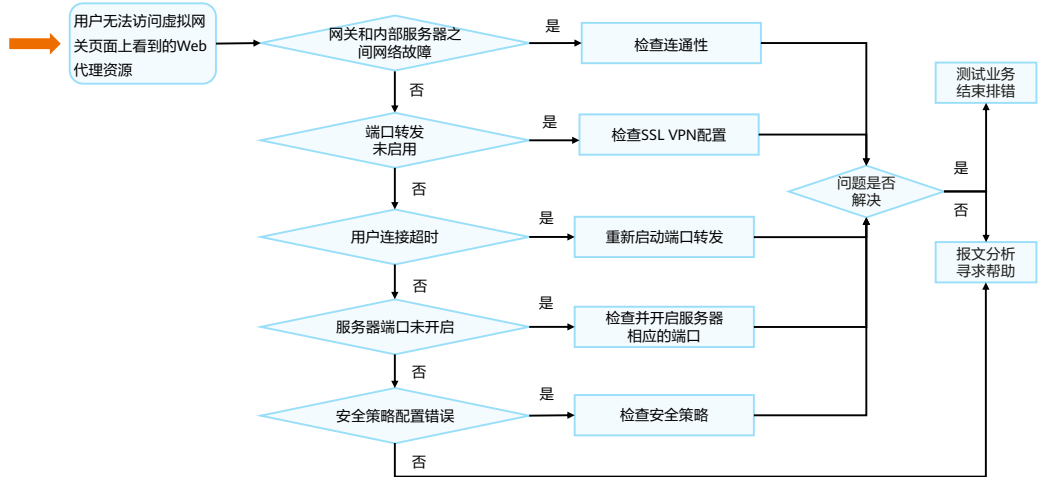 用户无法访问虚拟网
关页面上看到的Web
代理资源
网关和内部服务器之
间网络故障
是
检查连通性
否
测试业务
结束排错
端口转发
未启用
是
检查SSL VPN配置
问题是否
解决
是
否
否
用户连接超时
是
重新启动端口转发
报文分析
寻求帮助
否
服务器端口未开启
是
检查并开启服务器
相应的端口
否
安全策略配置错误
是
检查安全策略
否